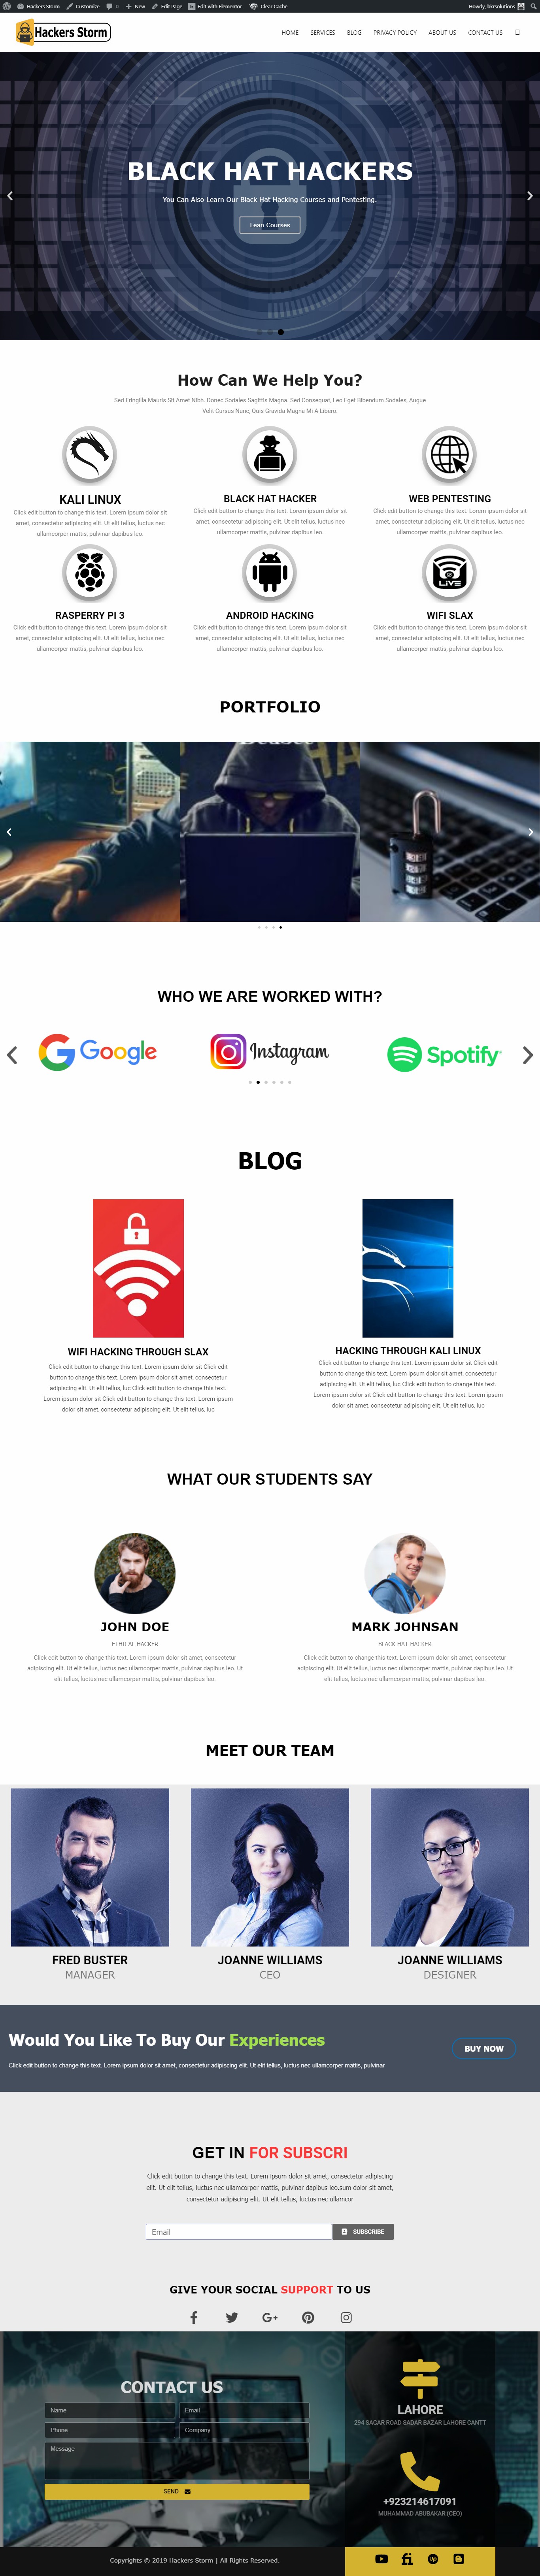 Hackers Storm Customize 0 New Edit Page Edit with Elementor Clear Cache Howdy, bkrsolutions
Hackers Storm
HOME SERVICES BLOG PRIVACY POLICY ABOUT US CONTACT US
BLACK HAT HACKERS
You Can Also Learn Our Black Hat Hacking Courses and Pentesting.
Lean Courses
How Can We Help You?
Sed Fringilla Mauris Sit Amet Nibh. Donec Sodales Sagittis Magna. Sed Consequat, Leo Eget Bibendum Sodales, Augue
Velit Cursus Nunc, Quis Gravida Magna Mi A Libero.
KALI LINUX
Click edit button to change this text. Lorem ipsum dolor sit
amet, consectetur adipiscing elit. Ut elit tellus, luctus nec
ullamcorper mattis, pulvinar dapibus leo.
BLACK HAT HACKER
Click edit button to change this text. Lorem ipsum dolor sit
amet, consectetur adipiscing elit. Ut elit tellus, luctus nec
ullamcorper mattis, pulvinar dapibus leo.
WEB PENTESTING
Click edit button to change this text. Lorem ipsum dolor sit
amet, consectetur adipiscing elit. Ut elit tellus, luctus nec
ullamcorper mattis, pulvinar dapibus leo.
LIVE
RASPERRY PI 3
Click edit button to change this text. Lorem ipsum dolor sit
amet, consectetur adipiscing elit. Ut elit tellus, luctus nec
ullamcorper mattis, pulvinar dapibus leo.
ANDROID HACKING
Click edit button to change this text. Lorem ipsum dolor sit
amet, consectetur adipiscing elit. Ut elit tellus, luctus nec
ullamcorper mattis, pulvinar dapibus leo.
WIFI SLAX
Click edit button to change this text. Lorem ipsum dolor sit
amet, consectetur adipiscing elit. Ut elit tellus, luctus nec
ullamcorper mattis, pulvinar dapibus leo.
PORTFOLIO
WHO WE ARE WORKED WITH?
Google Instagram Spotify
BLOG
WIFI HACKING THROUGH SLAX
Click edit button to change this text. Lorem ipsum dolor sit Click edit
button to change this text. Lorem ipsum dolor sit amet, consectetur
adipiscing elit. Ut elit tellus, luc Click edit button to change this text.
Lorem ipsum dolor sit Click edit button to change this text. Lorem ipsum
dolor sit amet, consectetur adipiscing elit. Ut elit tellus, luc
HACKING THROUGH KALI LINUX
Click edit button to change this text. Lorem ipsum dolor sit Click edit
button to change this text. Lorem ipsum dolor sit amet, consectetur
adipiscing elit. Ut elit tellus, luc Click edit button to change this text.
Lorem ipsum dolor sit Click edit button to change this text. Lorem ipsum
dolor sit amet, consectetur adipiscing elit. Ut elit tellus, luc
WHAT OUR STUDENTS SAY
JOHN DOE
ETHICAL HACKER
Click edit button to change this text. Lorem ipsum dolor sit amet, consectetur
adipiscing elit. Ut elit tellus, luctus nec ullamcorper mattis, pulvinar dapibus leo. Ut
elit tellus, luctus nec ullamcorper mattis, pulvinar dapibus leo.
MARK JOHNSAN
BLACK HAT HACKER
Click edit button to change this text. Lorem ipsum dolor sit amet, consectetur
adipiscing elit. Ut elit tellus, luctus nec ullamcorper mattis, pulvinar dapibus leo. Ut
elit tellus, luctus nec ullamcorper mattis, pulvinar dapibus leo.
MEET OUR TEAM
FRED BUSTER
MANAGER
JOANNE WILLIAMS
CEO
JOANNE WILLIAMS
DESIGNER
Would You Like To Buy Our Experiences
Click edit button to change this text. Lorem ipsum dolor sit amet, consectetur adipiscing elit. Ut elit tellus, luctus nec ullamcorper mattis, pulvinar
BUY NOW
GET IN FOR SUBSCRI
Click edit button to change this text. Lorem ipsum dolor sit amet, consectetur adipiscing
elit. Ut elit tellus, luctus nec ullamcorper mattis, pulvinar dapibus leo.sum dolor sit amet,
consectetur adipiscing elit. Ut elit tellus, luctus nec ullamcor
Email
SUBSCRIBE
GIVE YOUR SOCIAL SUPPORT TO US
CONTACT US
Name Email
Phone Company
Message
SEND
LAHORE
294 SAGAR ROAD SADAR BAZAR LAHORE CANTT
+923214617091
MUHAMMAD ABUBAKAR (CEO)
Copyrights © 2019 Hackers Storm | All Rights Reserved.